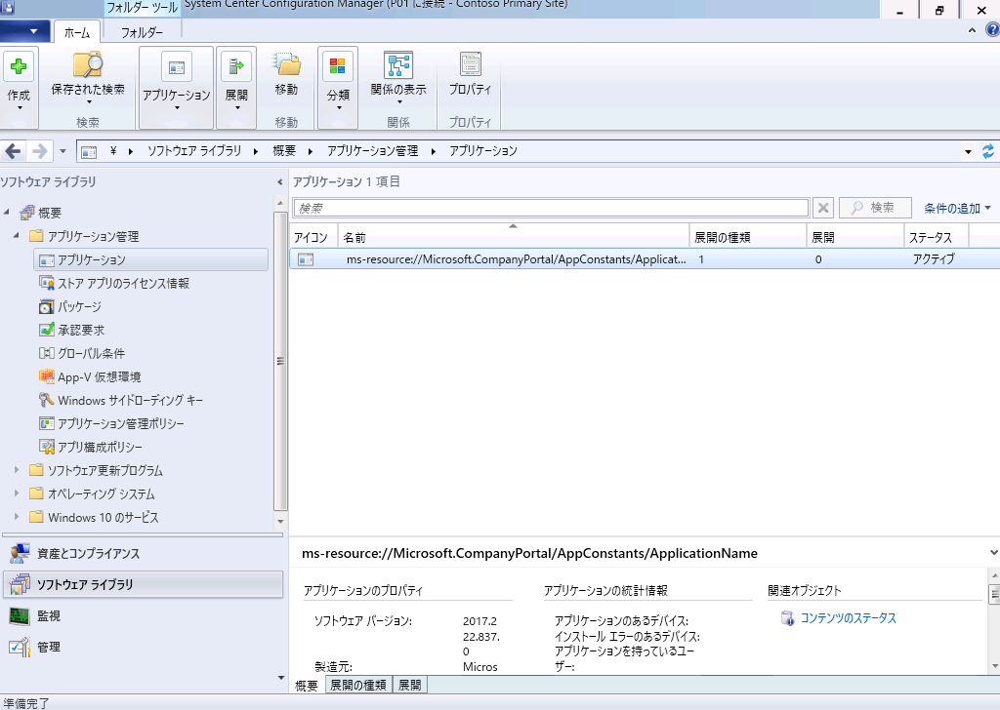 フォルダー ツール
System Center Configuration Manager (P01 に接続 - Contoso Primary Site)
ホーム
フォルダー
作成
保存された検索
アプリケーション
展開
移動
分類
関係の表示
プロパティ
検索
移動
関係
プロパティ
¥ ソフトウェア ライブラリ 概要 アプリケーション管理 アプリケーション
ソフトウェア ライブラリ
アプリケーション 1 項目
検索
検索
条件の追加
アイコン 名前 展開の種類 展開 ステータス
ms-resource://Microsoft.CompanyPortal/AppConstants/Applicat... 1 0 アクティブ
概要
アプリケーション管理
アプリケーション
ストア アプリのライセンス情報
パッケージ
承認要求
グローバル条件
App-V 仮想環境
Windows サイドローディング キー
アプリケーション管理ポリシー
アプリ構成ポリシー
ソフトウェア更新プログラム
オペレーティング システム
Windows 10 のサービス
資産とコンプライアンス
ソフトウェア ライブラリ
監視
管理
ms-resource://Microsoft.CompanyPortal/AppConstants/ApplicationName
アプリケーションのプロパティ
ソフトウェア バージョン: 2017.2
22.837.
0
製造元: Micros
アプリケーションの統計情報
アプリケーションのあるデバイス:
インストール エラーのあるデバイス:
アプリケーションを持っているユー
ザー:
関連オブジェクト
コンテンツのステータス
概要 展開の種類 展開
準備完了